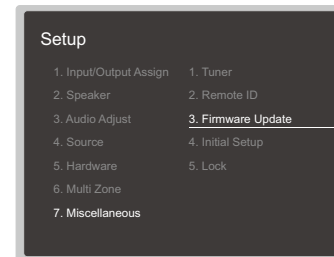 Setup
1. Input/Output Assign
2. Speaker
3. Audio Adjust
4. Source
5. Hardware
6. Multi Zone
7. Miscellaneous
1. Tuner
2. Remote ID
3. Firmware Update
4. Initial Setup
5. Lock